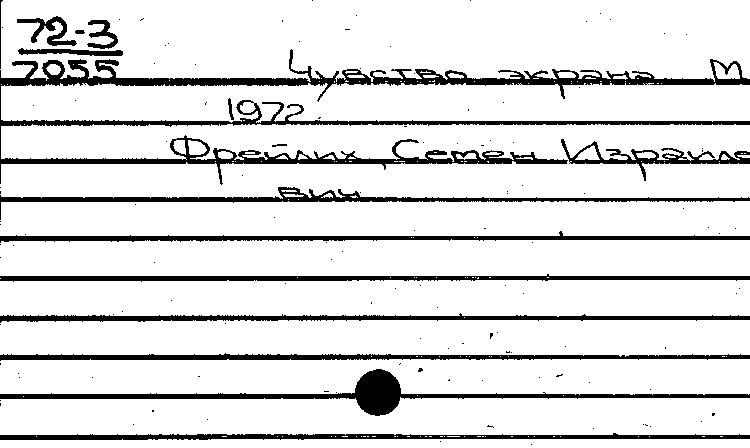 72-3
7055
Чувство экрана М
1972
Фрейлих, Семен Израиле
вич